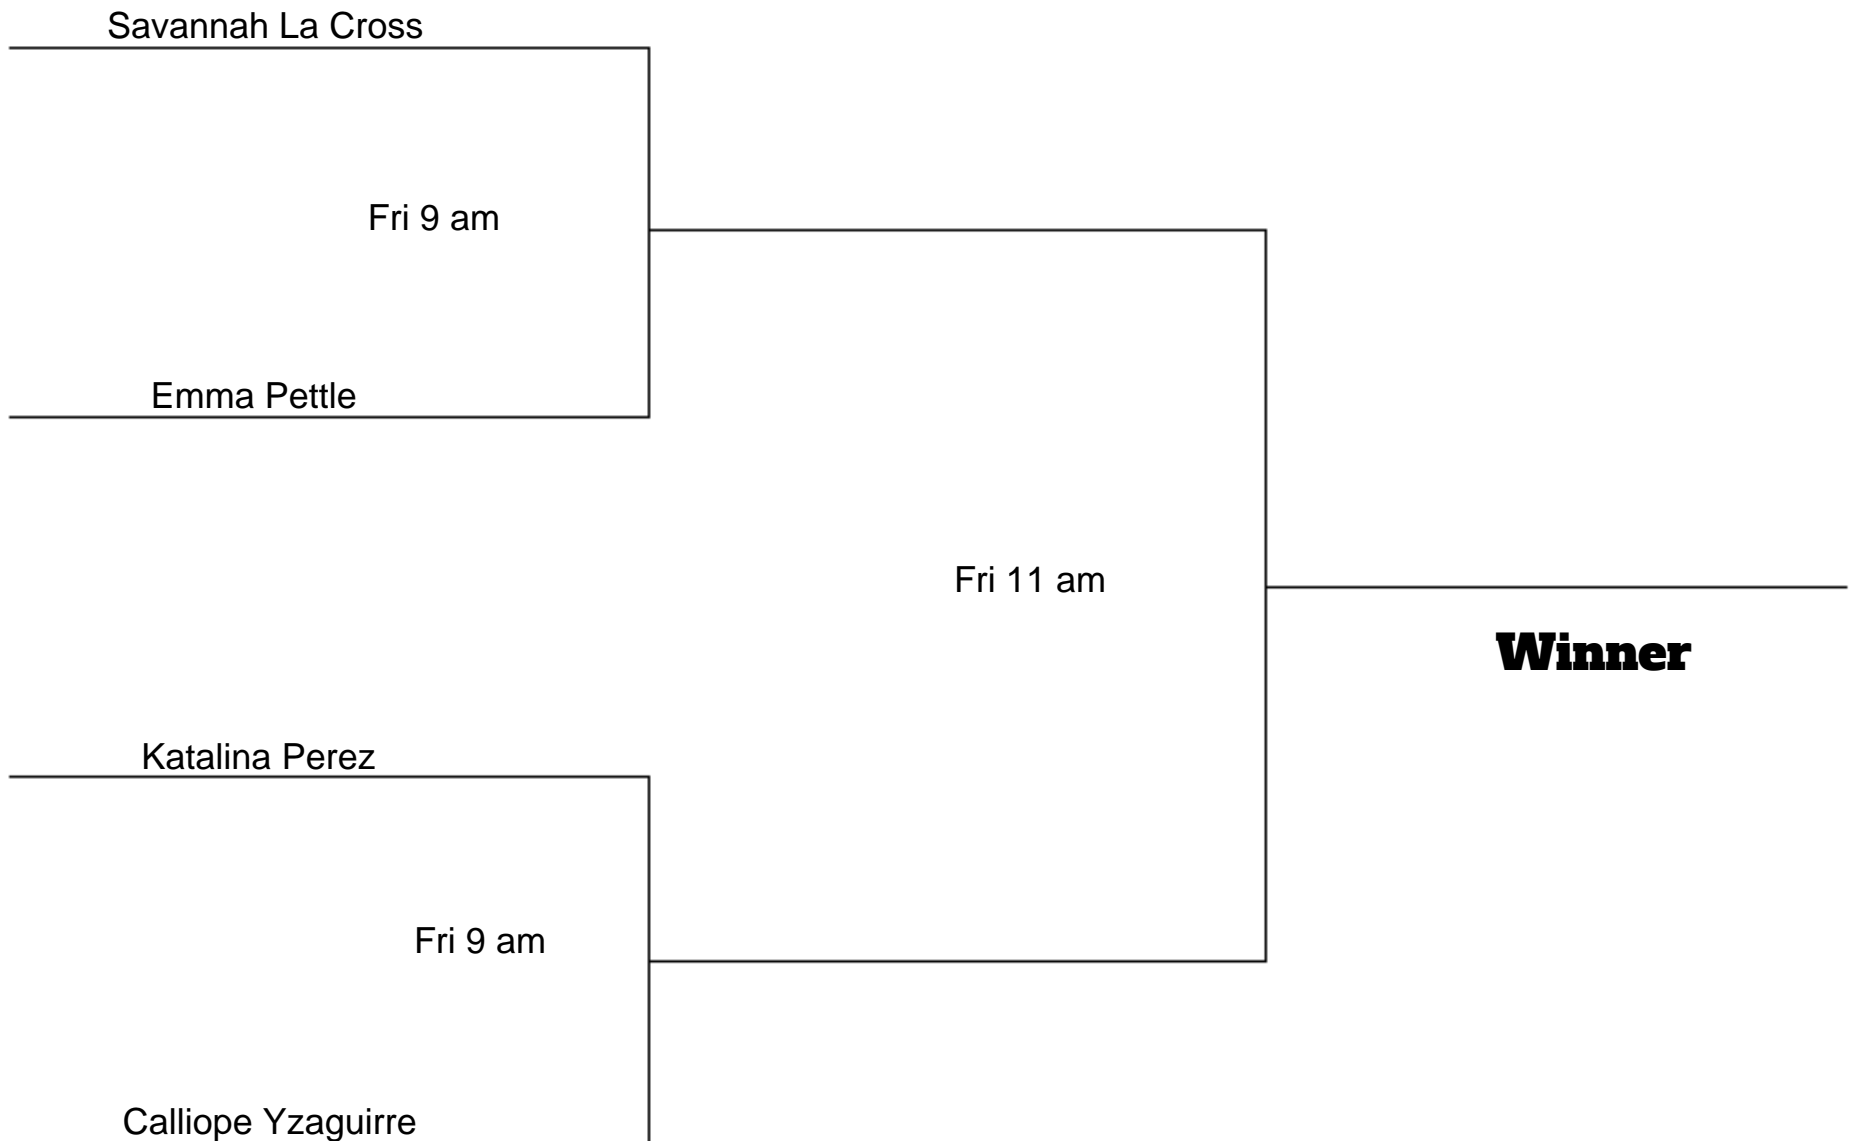 Savannah La Cross
Fri 9 am
Emma Pettle
Fri 11 am
Winner
Katalina Perez
Fri 9 am
Calliope Yzaguirre